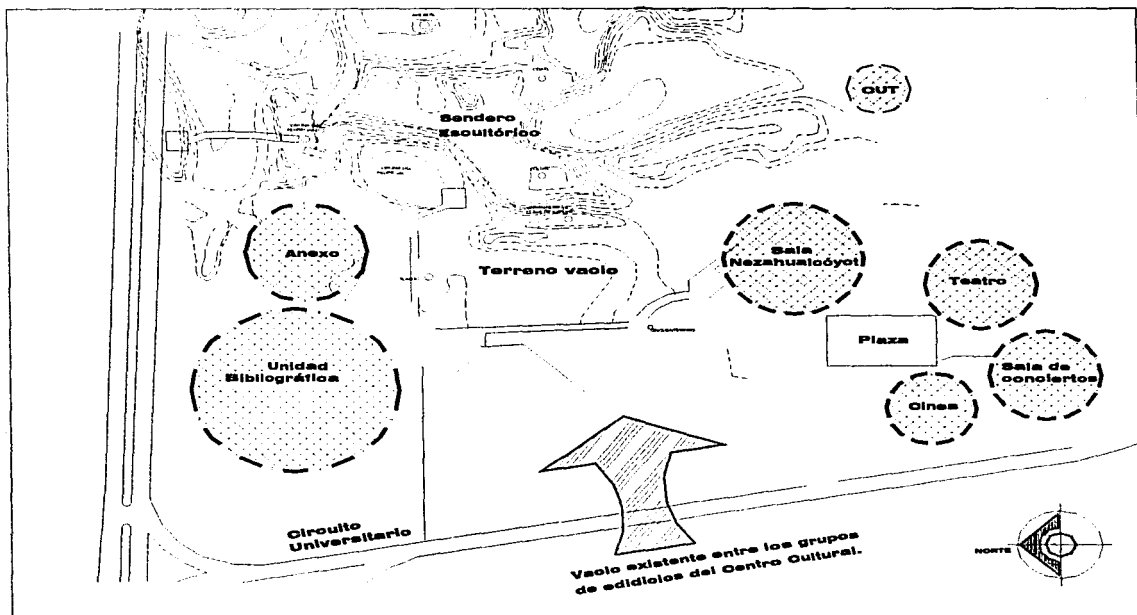 CUT
Sendero
Escultórico
Anexo
Terreno vacío
Sala
Nezahualcóyotl
Teatro
Plaza
Unidad
Bibliográfica
Sala de
conciertos
Cines
Circuito
Universitario
NORTE
Vacío existente entre los grupos
de edidicios del Centro Cultural.